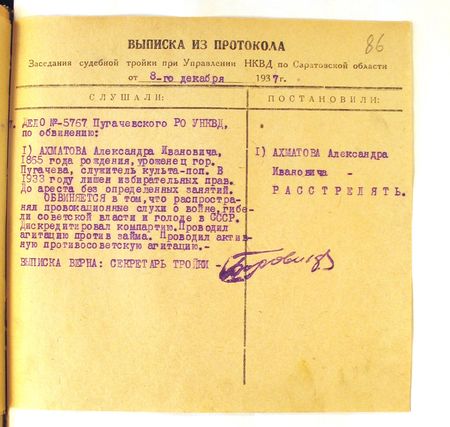 86
ВЫПИСКА ИЗ ПРОТОКОЛА
Заседания судебной тройки при Управлении НКВД по Саратовской области
от 8-го декабря 1937г.
СЛУШАЛИ:
ДЕЛО №-5767 Пугачевского РО УНКВД,
по обвинению:
I) АХМАТОВА Александра Ивановича,
1865 года рождения, уроженец гор.
Пугачева, служитель культа-поп. В
1933 году лишен избирательных прав.
До ареста без определенных занятий.
ОБВИНЯЕТСЯ в том, что распростра-
нял провокационные слухи о войне, гибе-
ли советской власти и голоде в СССР.
Дискредитировал компартию. Проводил
агитацию против займа. Проводил актив-
ную противосоветскую агитацию.-
ВЫПИСКА ВЕРНА: СЕКРЕТАРЬ ТРОЙКИ -
ПОСТАНОВИЛИ:
I) АХМАТОВА Александра
Ивановича -
РАССТРЕЛЯТЬ.